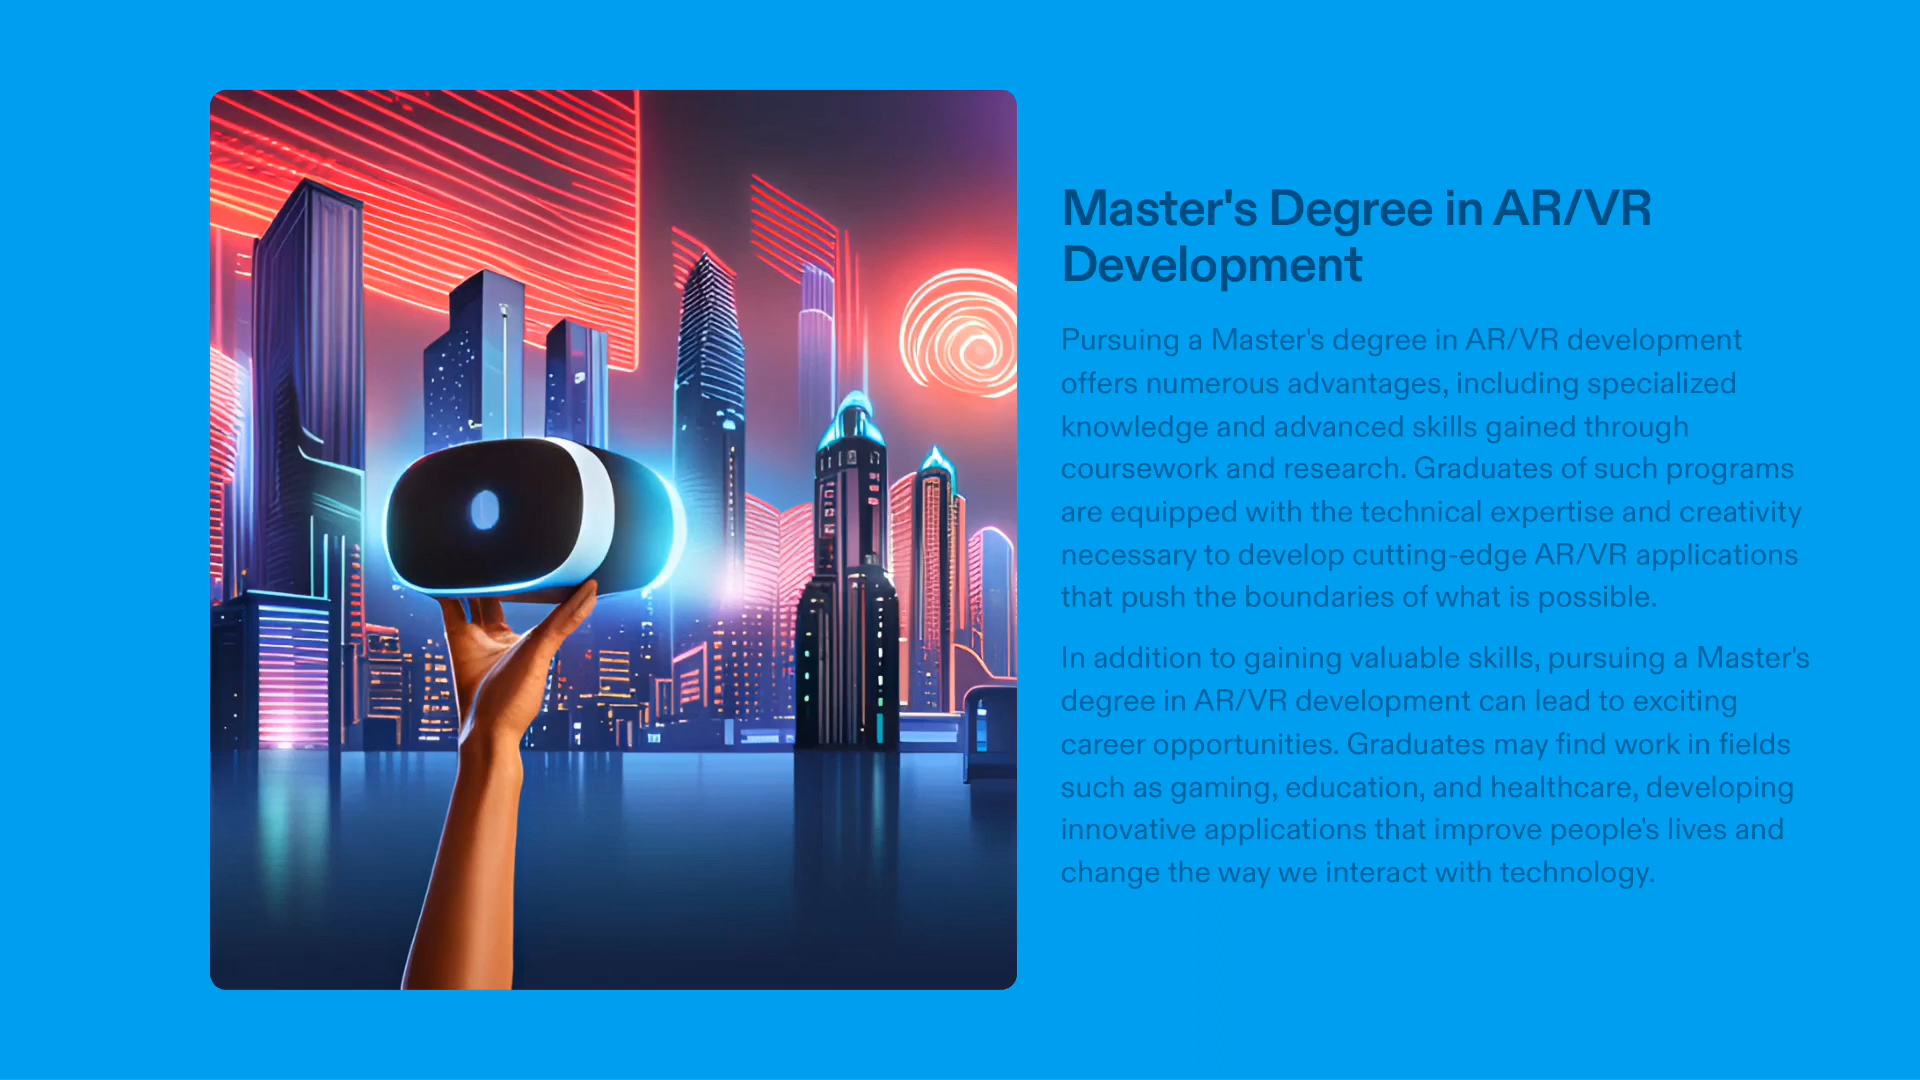 Master's Degree in AR/VR
Development
Pursuing a Master's degree in AR/VR development
offers numerous advantages, including specialized
knowledge and advanced skills gained through
coursework and research. Graduates of such programs
are equipped with the technical expertise and creativity
necessary to develop cutting-edge AR/VR applications
that push the boundaries of what is possible.
In addition to gaining valuable skills, pursuing a Master's
degree in AR/VR development can lead to exciting
career opportunities. Graduates may find work in fields
such as gaming, education, and healthcare, developing
innovative applications that improve people's lives and
change the way we interact with technology.